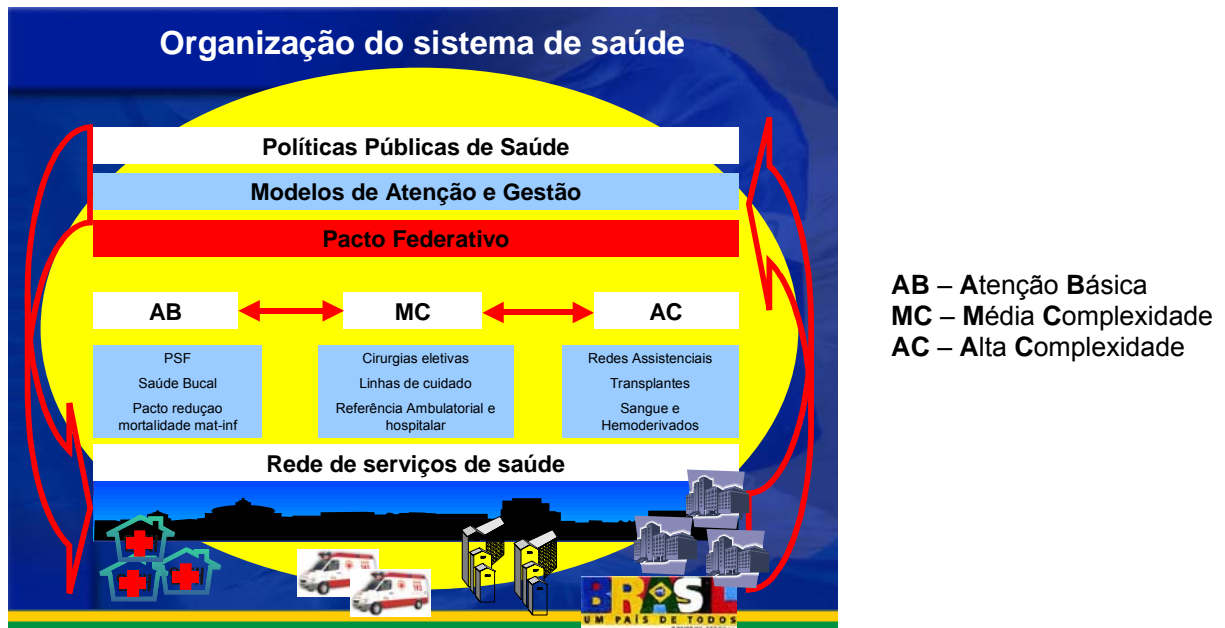 Organização do sistema de saúde
Políticas Públicas de Saúde
Modelos de Atenção e Gestão
Pacto Federativo
AB
MC
AC
PSF
Saúde Bucal
Pacto reduçao
mortalidade mat-inf
Cirurgias eletivas
Linhas de cuidado
Referência Ambulatorial e
hospitalar
Redes Assistenciais
Transplantes
Sangue e
Hemoderivados
Rede de serviços de saúde
BRASIL
UM PAÍS DE TODOS
AB – Atenção Básica
MC – Média Complexidade
AC – Alta Complexidade